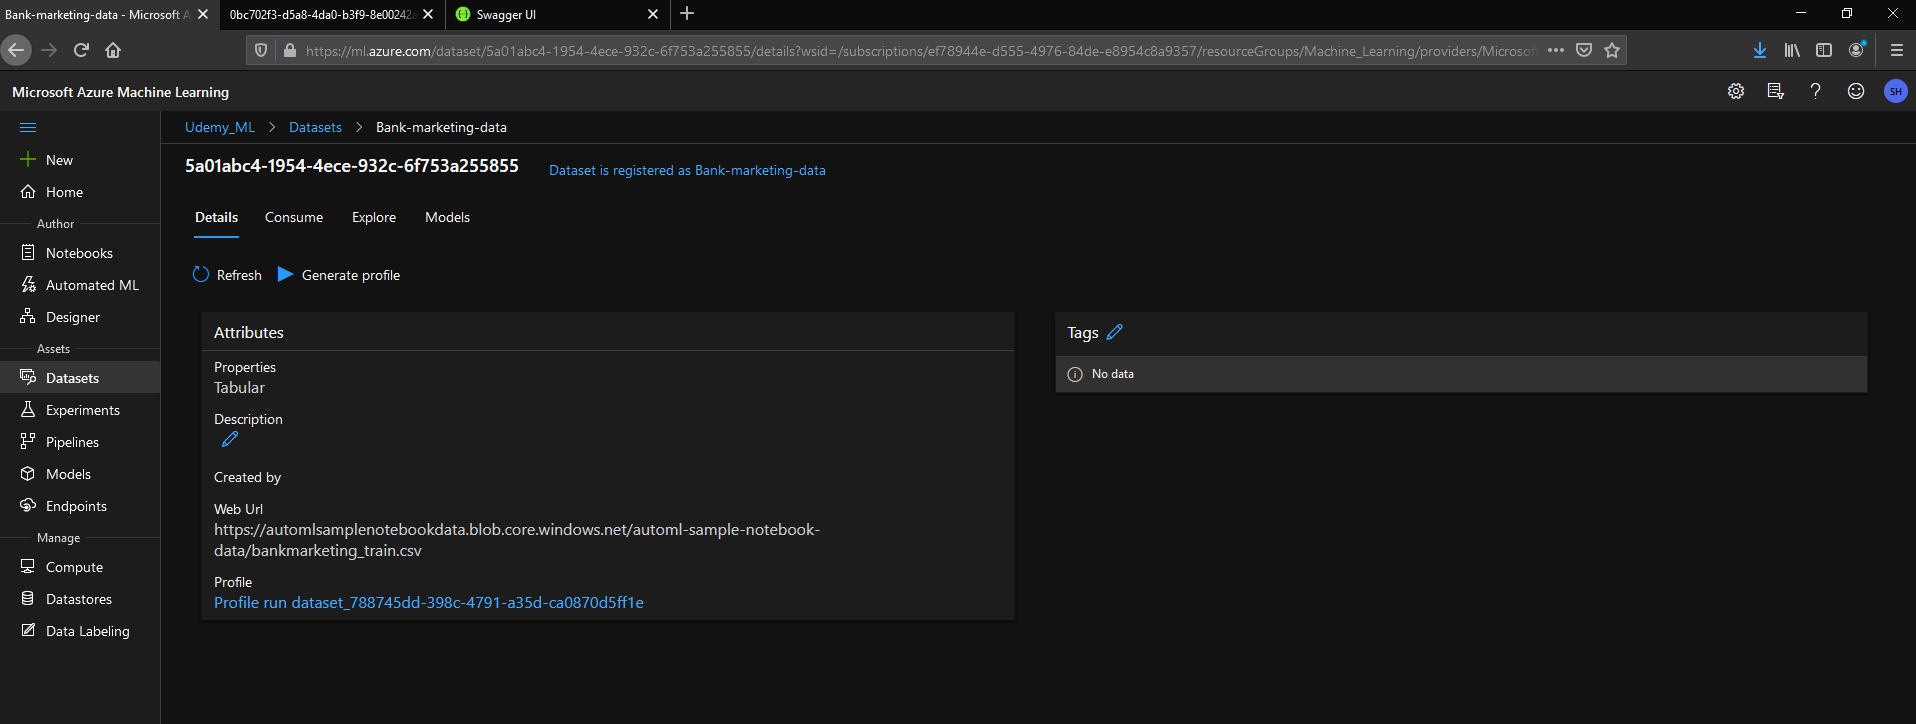 Bank-marketing-data - Microsoft A
0bc702f3-d5a8-4da0-b3f9-8e00242a
Swagger UI
https://ml.azure.com/dataset/5a01abc4-1954-4ece-932c-6f753a255855/details?wsid=/subscriptions/ef78944e-d555-4976-84de-e8954c8a9357/resourceGroups/Machine_Learning/providers/Microsof
Microsoft Azure Machine Learning
SH
Udemy_ML > Datasets > Bank-marketing-data
5a01abc4-1954-4ece-932c-6f753a255855
Dataset is registered as Bank-marketing-data
New
Home
Author
Notebooks
Automated ML
Designer
Assets
Datasets
Experiments
Pipelines
Models
Endpoints
Manage
Compute
Datastores
Data Labeling
Details
Consume
Explore
Models
Refresh
Generate profile
Attributes
Properties
Tabular
Description
Created by
Web Url
https://automlsamplenotebookdata.blob.core.windows.net/automl-sample-notebook-
data/bankmarketing_train.csv
Profile
Profile run dataset_788745dd-398c-4791-a35d-ca0870d5ff1e
Tags
No data